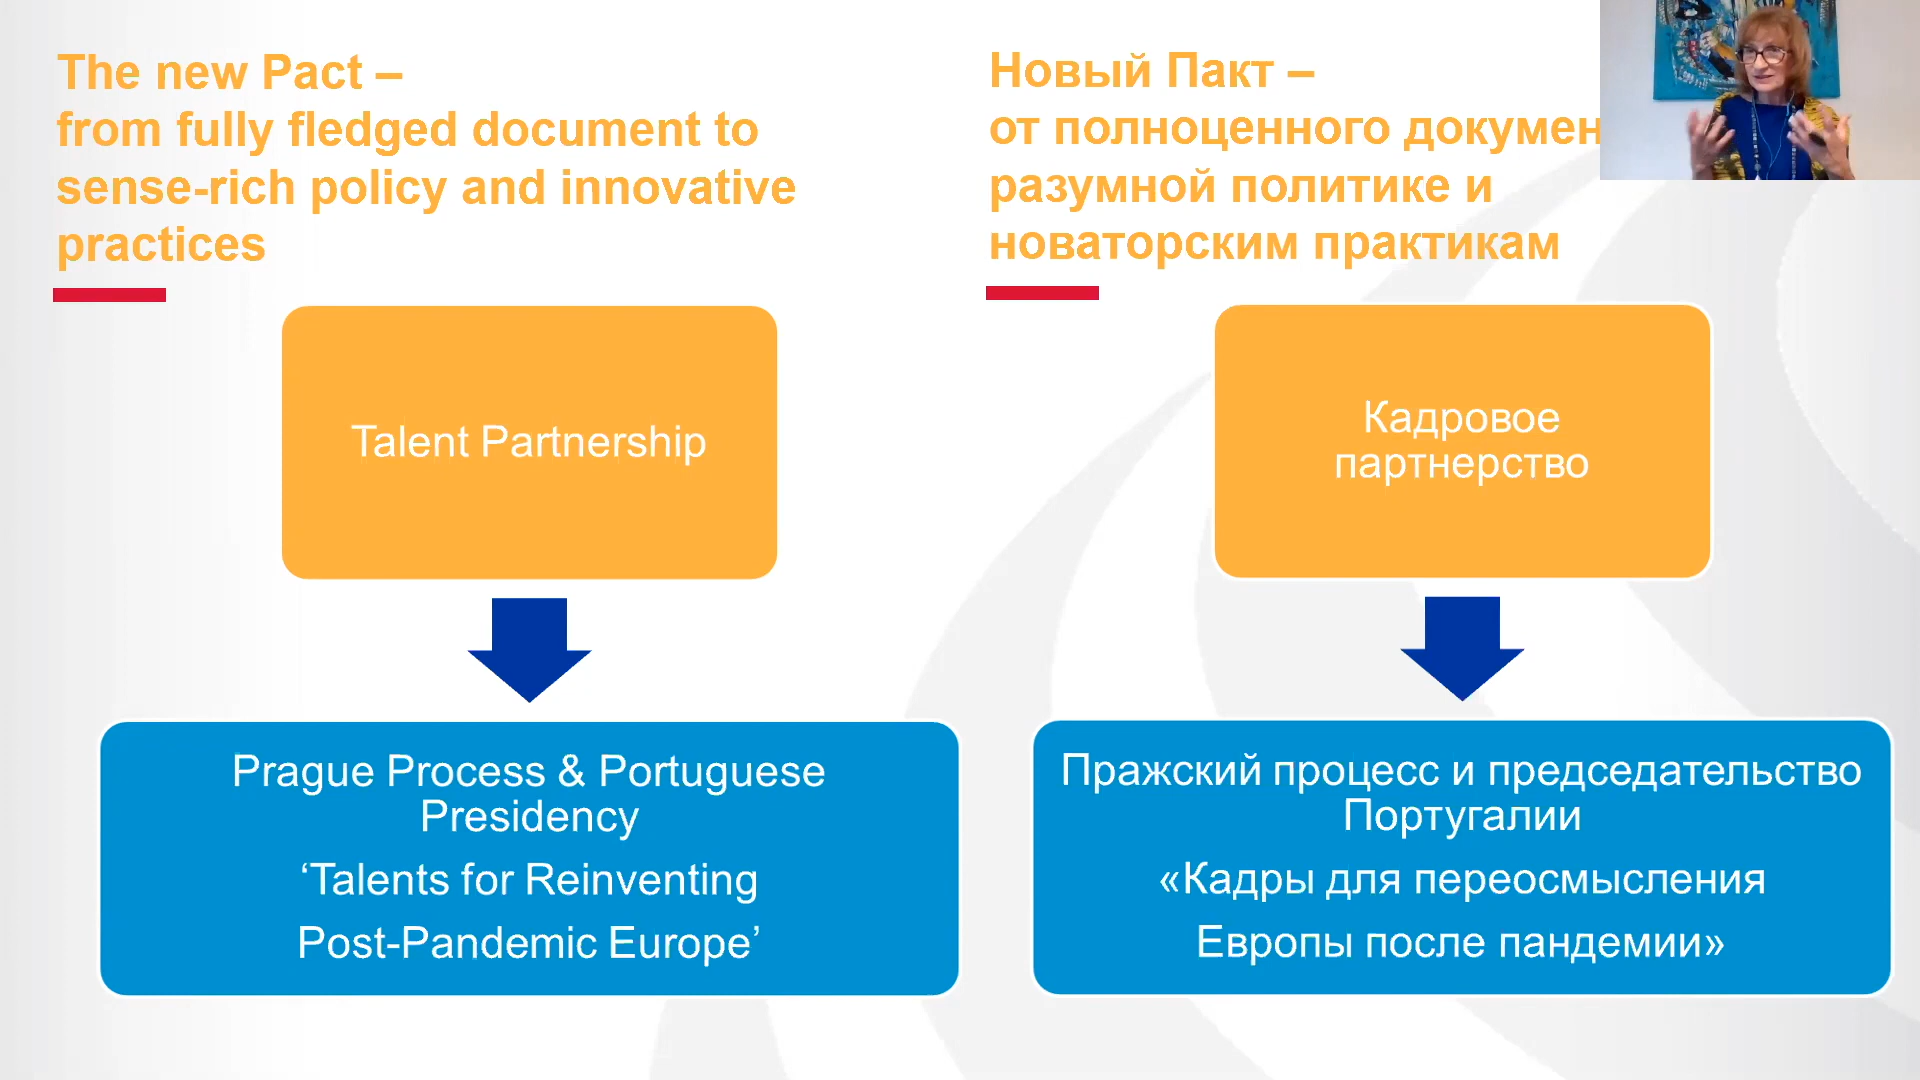 The new Pact –
from fully fledged document to
sense-rich policy and innovative
practices
Talent Partnership
Prague Process & Portuguese
Presidency
‘Talents for Reinventing
Post-Pandemic Europe’
Новый Пакт –
от полноценного
разумной политике и
новаторским практикам
Кадровое
партнерство
Пражский процесс и председательство
Португалии
«Кадры для переосмысления
Европы после пандемии»